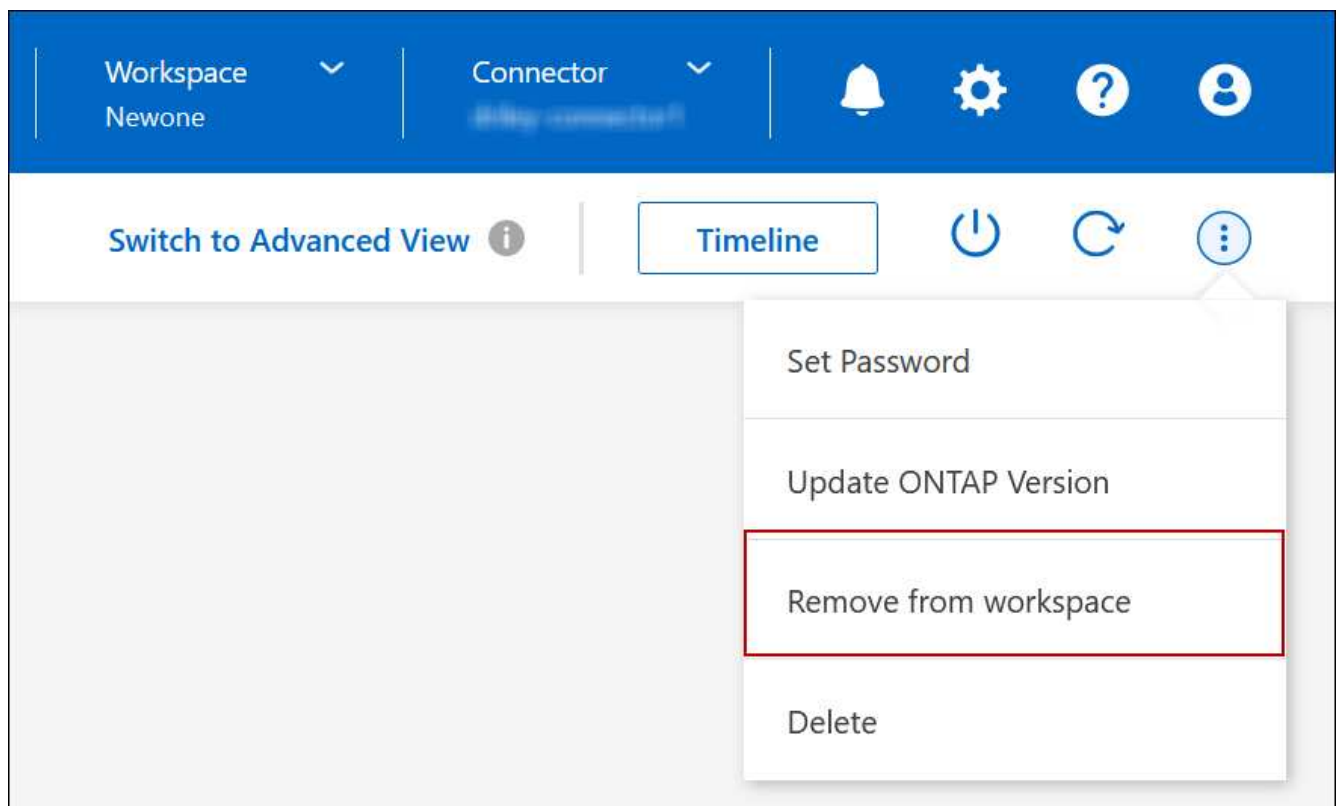 Workspace
Newone
Connector
Switch to Advanced View
Timeline
Set Password
Update ONTAP Version
Remove from workspace
Delete